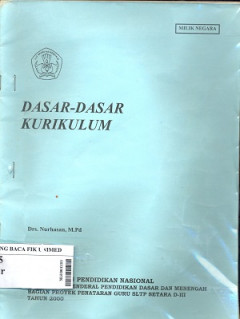 MILIK NEGARA
DASAR-DASAR
KURIKULUM
Drs. Nurhasan, M.Pd
NG BACA FIK UNIMED
PENDIDIKAN NASIONAL
JENDERAL PENDIDIKAN DASAR DAN MENENGAH
BAGIAN PROYEK PENATARAN GURU SLTP SETARA D-III
TAHUN 2000